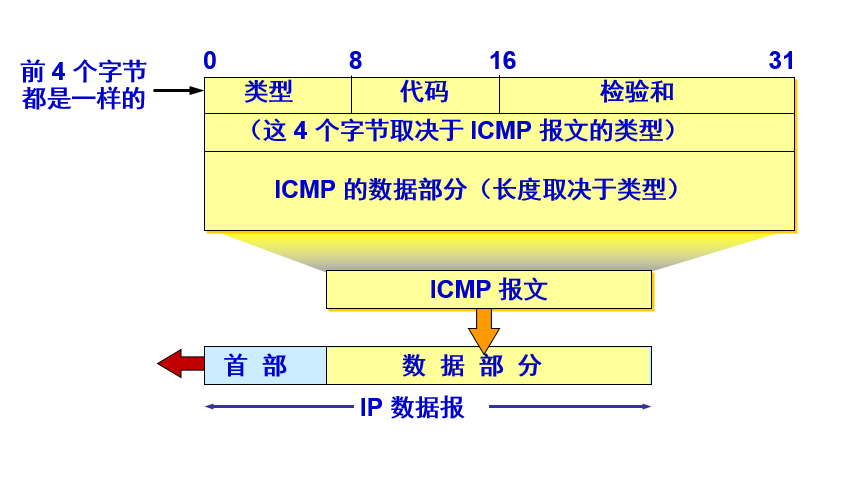 0 8 16 31
前 4 个字节
都是一样的
类型 代码 检验和
（这 4 个字节取决于 ICMP 报文的类型）
ICMP 的数据部分（长度取决于类型）
ICMP 报文
首 部 数 据 部 分
IP 数据报